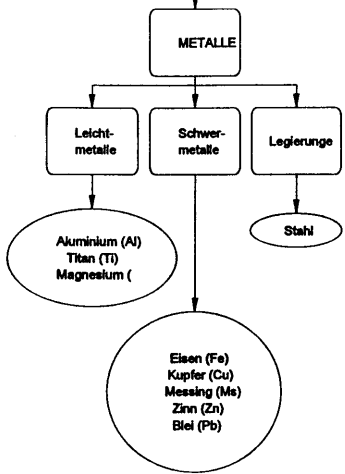 METALLE
Leicht-
metalle
Schwer-
metalle
Legierunge
Aluminium (Al)
Titan (Ti)
Magnesium (
Stahl
Eisen (Fe)
Kupfer (Cu)
Messing (Ms)
Zinn (Zn)
Blei (Pb)